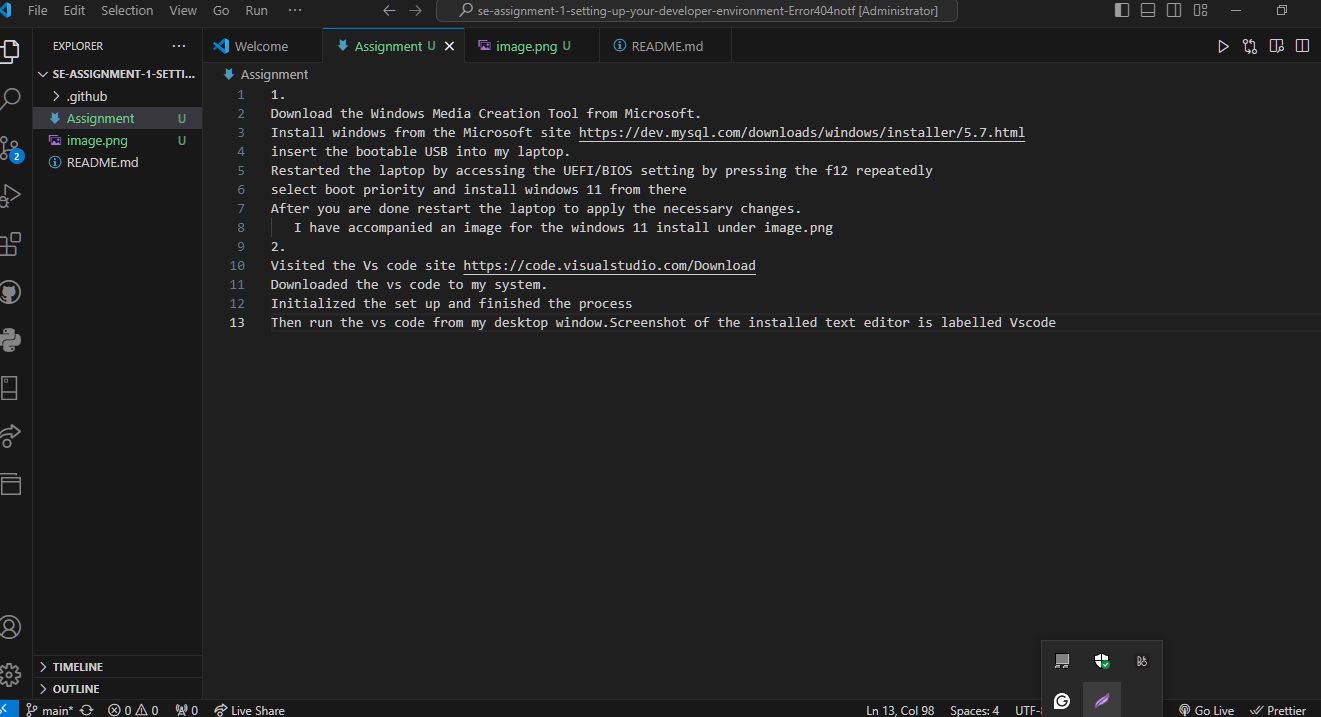 File Edit Selection View Go Run ···
se-assignment-1-setting-up-your-developer-environment-Error404notf [Administrator]
EXPLORER ···
Welcome
Assignment U
image.png U
README.md
SE-ASSIGNMENT-1-SETTI...
.github
Assignment U
image.png U
README.md
2
Assignment
1 1.
2 Download the Windows Media Creation Tool from Microsoft.
3 Install windows from the Microsoft site https://dev.mysql.com/downloads/windows/installer/5.7.html
4 insert the bootable USB into my laptop.
5 Restarted the laptop by accessing the UEFI/BIOS setting by pressing the f12 repeatedly
6 select boot priority and install windows 11 from there
7 After you are done restart the laptop to apply the necessary changes.
8 I have accompanied an image for the windows 11 install under image.png
9 2.
10 Visited the Vs code site https://code.visualstudio.com/Download
11 Downloaded the vs code to my system.
12 Initialized the set up and finished the process
13 Then run the vs code from my desktop window.Screenshot of the installed text editor is labelled Vscode
TIMELINE
OUTLINE
main* 0 0 0 Live Share Ln 13, Col 98 Spaces: 4 UTF- Go Live Prettier